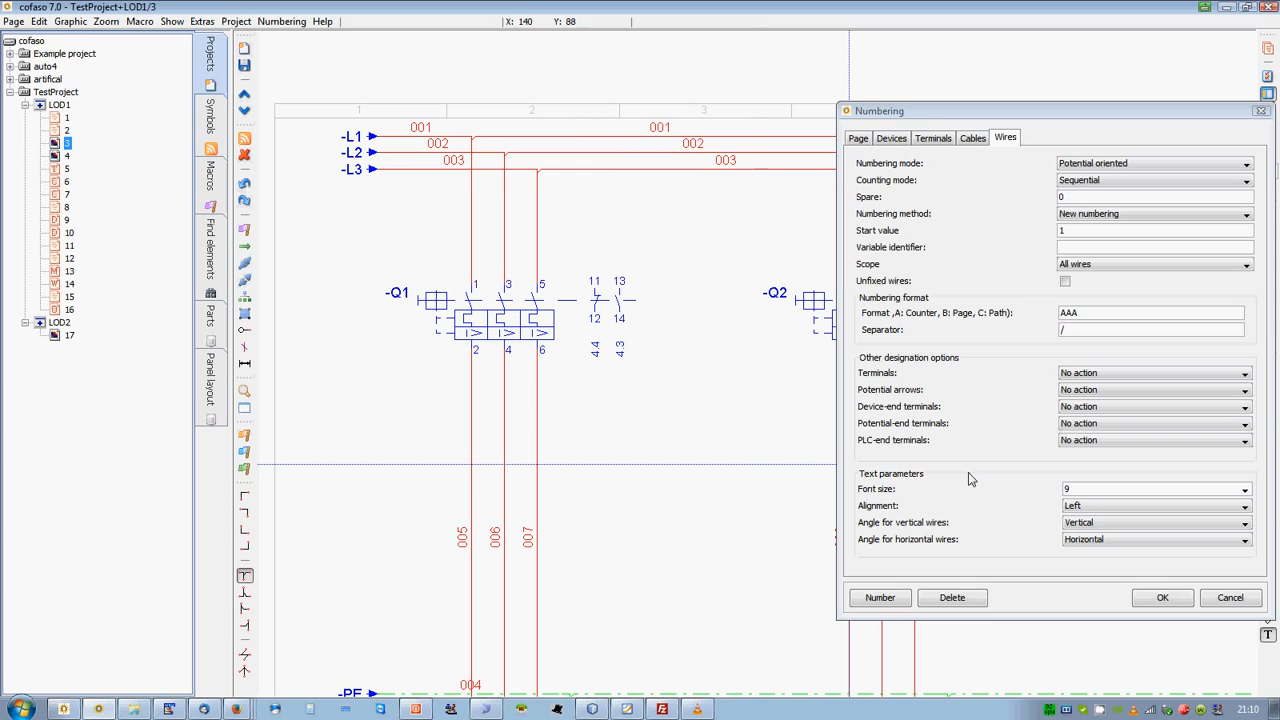 cofaso 7.0 - TestProject+LOD1/3
Page Edit Graphic Zoom Macro Show Extras Project Numbering Help X: 140 Y: 88
cofaso
Example project
auto4
artifical
TestProject
LOD1
1
2
3
4
5
6
7
8
9
10
11
12
13
14
15
16
LOD2
17
Projects
Symbols
Macros
Find elements
Parts
Panel layout
1 2 3
-L1 001 001
-L2 002 002
-L3 003 003
-Q1 1 3 5 11 13
2 4 6 12 14
4.4 4.3
-Q2
005 006 007
-PE 004
Numbering
Page Devices Terminals Cables Wires
Numbering mode: Potential oriented
Counting mode: Sequential
Spare: 0
Numbering method: New numbering
Start value 1
Variable identifier:
Scope All wires
Unfixed wires:
Numbering format
Format ,A: Counter, B: Page, C: Path): AAA
Separator: /
Other designation options
Terminals: No action
Potential arrows: No action
Device-end terminals: No action
Potential-end terminals: No action
PLC-end terminals: No action
Text parameters
Font size: 9
Alignment: Left
Angle for vertical wires: Vertical
Angle for horizontal wires: Horizontal
Number Delete OK Cancel
T
21:10